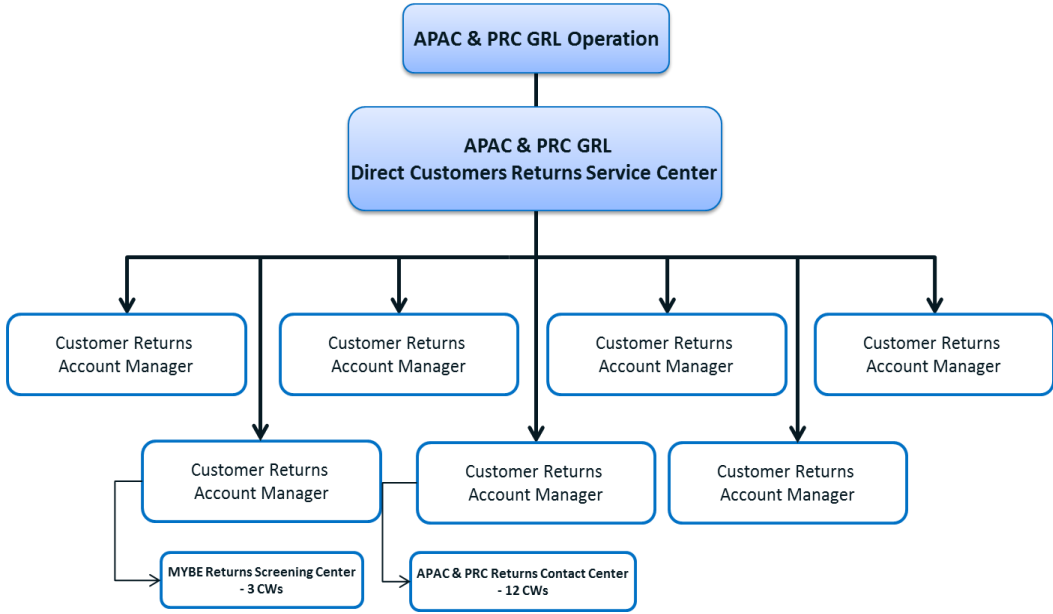 APAC & PRC GRL Operation
APAC & PRC GRL
Direct Customers Returns Service Center
Customer Returns
Account Manager
Customer Returns
Account Manager
Customer Returns
Account Manager
Customer Returns
Account Manager
Customer Returns
Account Manager
Customer Returns
Account Manager
Customer Returns
Account Manager
MYBE Returns Screening Center
- 3 CWs
APAC & PRC Returns Contact Center
- 12 CWs